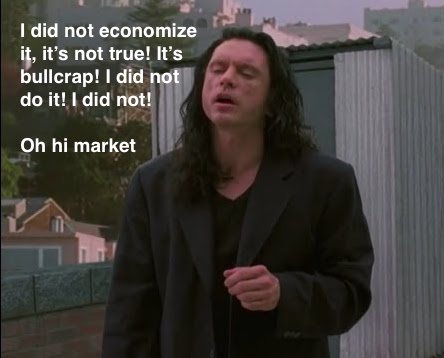 I did not economize
it, it's not true! It's
bullcrap! I did not
do it! I did not!
Oh hi market